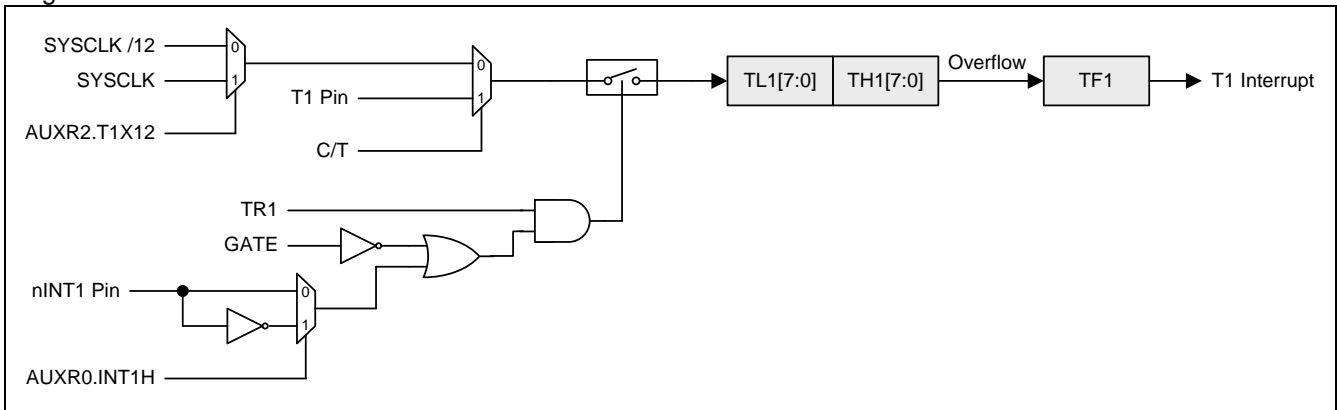 SYSCLK /12
0
SYSCLK
1
AUXR2.T1X12
0
T1 Pin
1
C/T
TL1[7:0]
TH1[7:0]
Overflow
TF1
T1 Interrupt
TR1
GATE
nINT1 Pin
0
1
AUXR0.INT1H